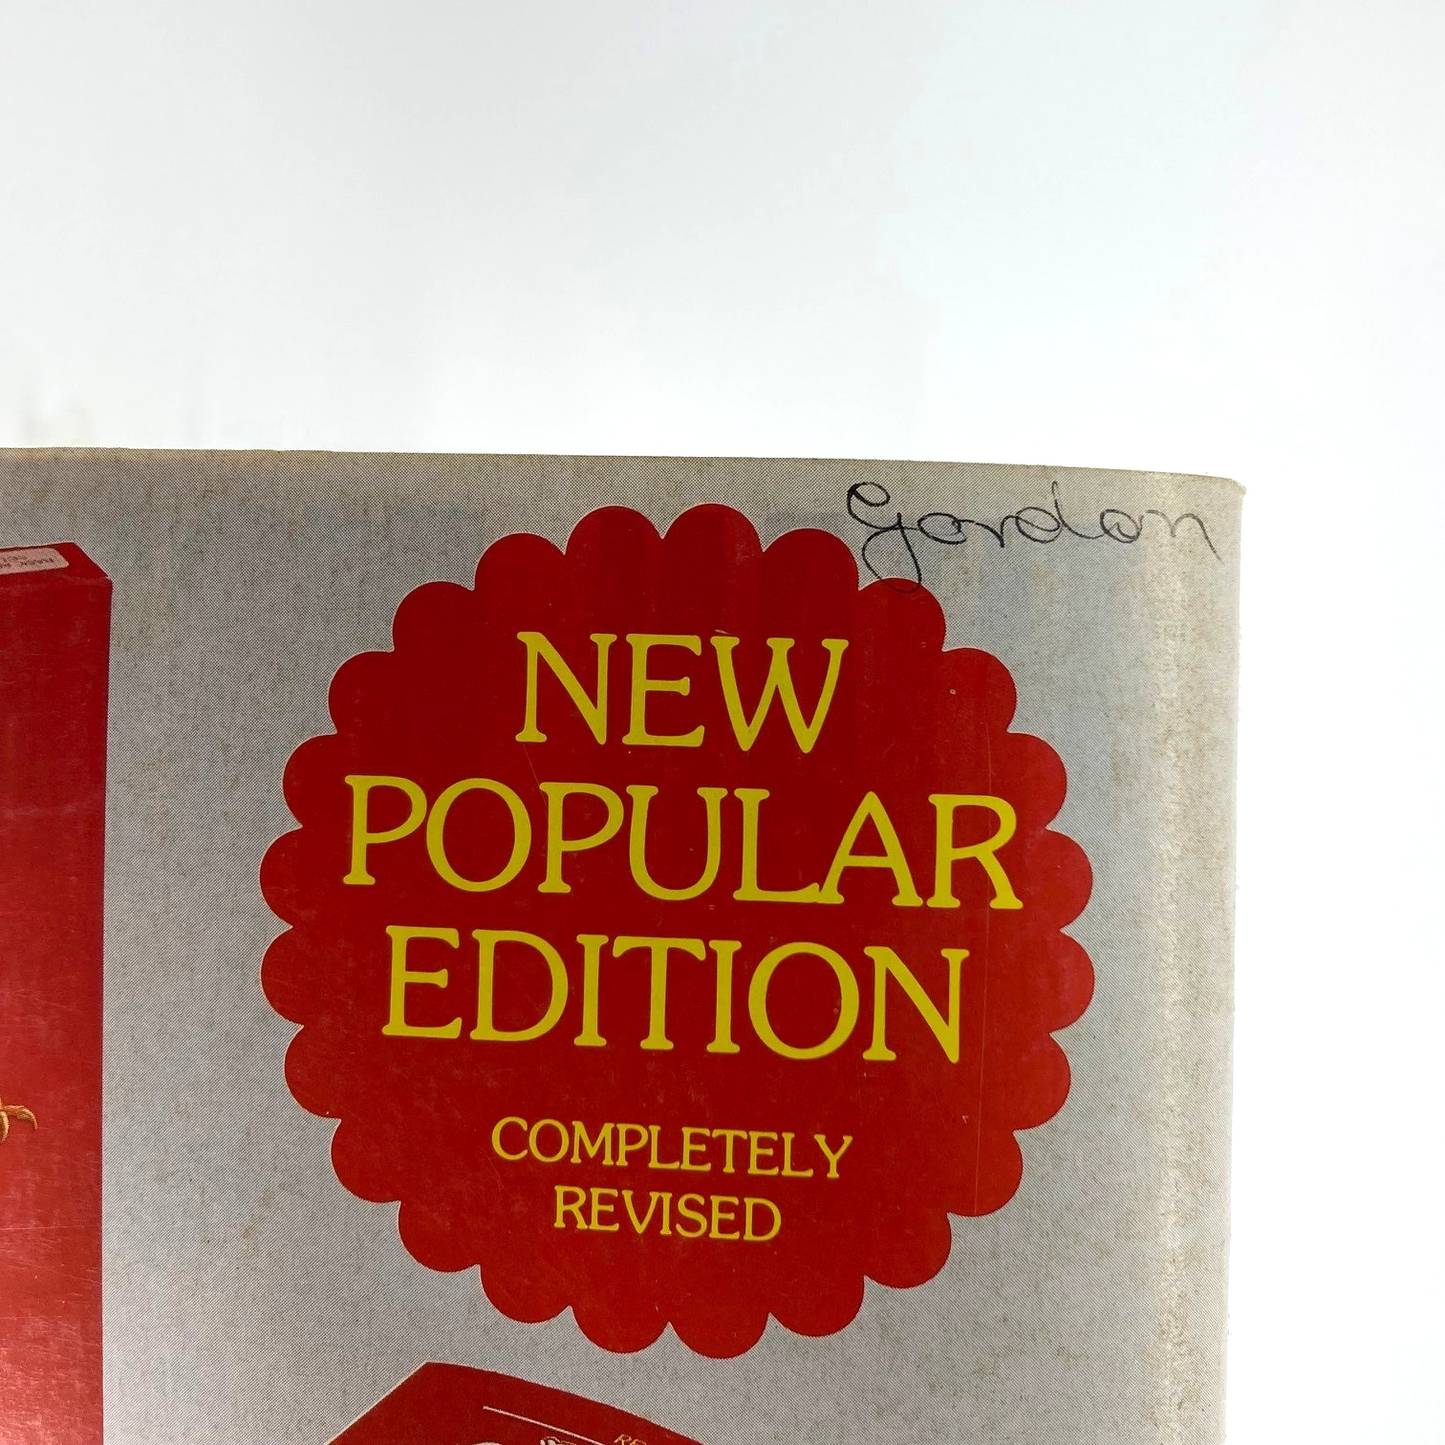 Gordon
NEW
POPULAR
EDITION
COMPLETELY
REVISED